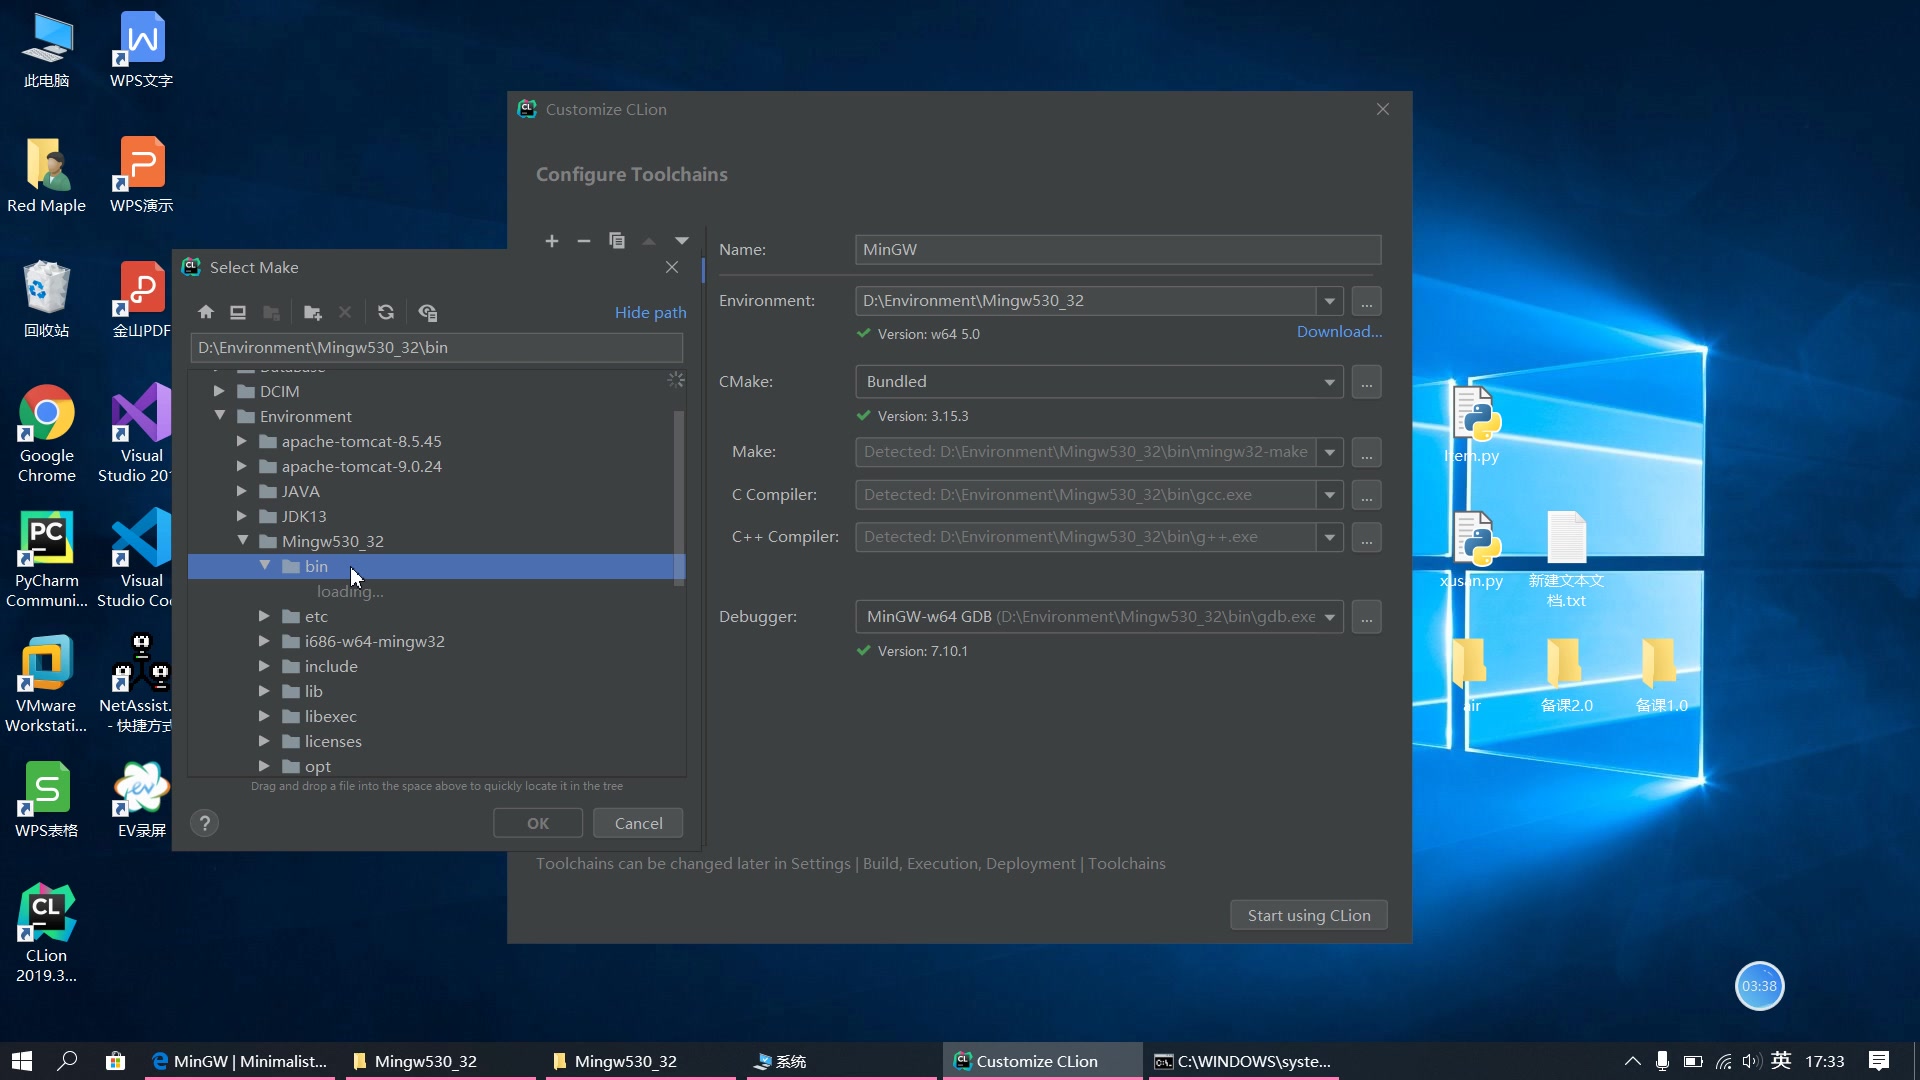 此电脑
WPS文字
Red Maple
WPS演示
回收站
金山PDF
Google
Chrome
Visual
Studio 201
PyCharm
Communi...
Visual
Studio Co
VMware
Workstati...
NetAssist.
- 快捷方式
WPS表格
EV录屏
CLion
2019.3...
Customize CLion
Configure Toolchains
Name:
MinGW
Environment:
D:\Environment\Mingw530_32
...
Version: w64 5.0
Download...
CMake:
Bundled
...
Version: 3.15.3
Make:
Detected: D:\Environment\Mingw530_32\bin\mingw32-make
...
C Compiler:
Detected: D:\Environment\Mingw530_32\bin\gcc.exe
...
C++ Compiler:
Detected: D:\Environment\Mingw530_32\bin\g++.exe
...
Debugger:
MinGW-w64 GDB (D:\Environment\Mingw530_32\bin\gdb.exe
...
Version: 7.10.1
Toolchains can be changed later in Settings | Build, Execution, Deployment | Toolchains
Start using CLion
Select Make
Hide path
D:\Environment\Mingw530_32\bin
DataBase
DCIM
Environment
apache-tomcat-8.5.45
apache-tomcat-9.0.24
JAVA
JDK13
Mingw530_32
bin
loading...
etc
i686-w64-mingw32
include
lib
libexec
licenses
opt
Drag and drop a file into the space above to quickly locate it in the tree
?
OK
Cancel
xusan.py
新建文本文
档.txt
air
备课2.0
备课1.0
03:38
MinGW | Minimalist...
Mingw530_32
Mingw530_32
系统
Customize CLion
C:\WINDOWS\syste...
英
17:33